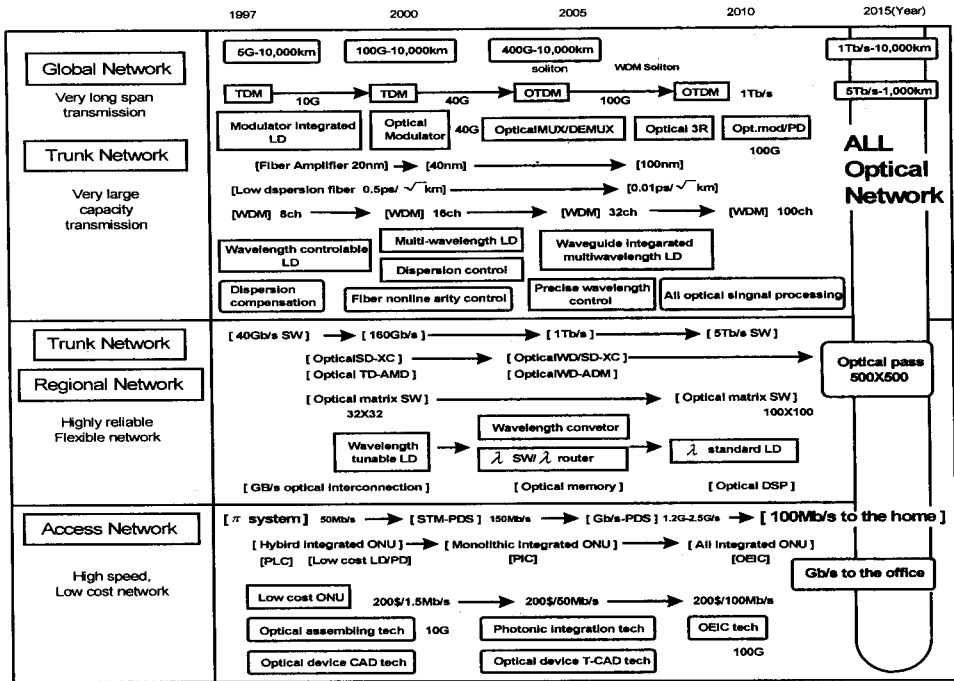 1997 2000 2005 2010 2015(Year)
Global Network
Very long span
transmission
Trunk Network
Very large
capacity
transmission
5G-10,000km 100G-10,000km 400G-10,000km 1Tb/s-10,000km
soliton WDM Soliton
TDM 10G TDM 40G OTDM 100G OTDM 1Tb/s 5Tb/s-1,000km
Modulator Integrated
LD
Optical
Modulator
40G
OpticalMUX/DEMUX
Optical 3R
Opt.mod/PD
100G
ALL
Optical
Network
[Fiber Amplifier 20nm] [40nm] [100nm]
[Low dspersion fiber 0.5ps/√km] [0.01ps/√km]
[WDM] 8ch [WDM] 16ch [WDM] 32ch [WDM] 100ch
Wavelength controlable
LD
Multi-wavelength LD
Dispersion control
Waveguide integarated
multiwavelength LD
Dispersion
compensation
Fiber nonline arity control
Precise wavelength
control
All optical singnal processing
Trunk Network
Regional Network
Highly reliable
Flexible network
[ 40Gb/s SW ] [ 160Gb/s ] [ 1Tb/s ] [ 5Tb/s SW ]
[ OpticalSD-XC [ OpticalWD/SD-XC
[ Optical TD-AMD ] [ OpticalWD-ADM ]
Optical pass
500X500
[ Optical matrix SW ] [ Optical matrix SW ]
32X32 100X100
Wavelength
tunable LD
Wavelength convetor
λ SW/ λ router
λ standard LD
[ GB/s optical interconnection ] [ Optical memory ] [ Optical DSP ]
Access Network
High speed,
Low cost network
[ π system ] 50Mb/s [ STM-PDS ] 150Mb/s [ Gb/s-PDS ] 1.2G-2.5G/s [ 100Mb/s to the home ]
[ Hybird integrated ONU ] [ Monolithic Integrated ONU ] [ All Integrated ONU ]
[PLC] [Low cost LD/PD] [PIC] [OEIC]
Gb/s to the office
Low cost ONU 200$/1.5Mb/s 200$/50Mb/s 200$/100Mb/s
Optical assembling tech 10G Photonic integration tech OEIC tech
100G
Optical device CAD tech Optical device T-CAD tech